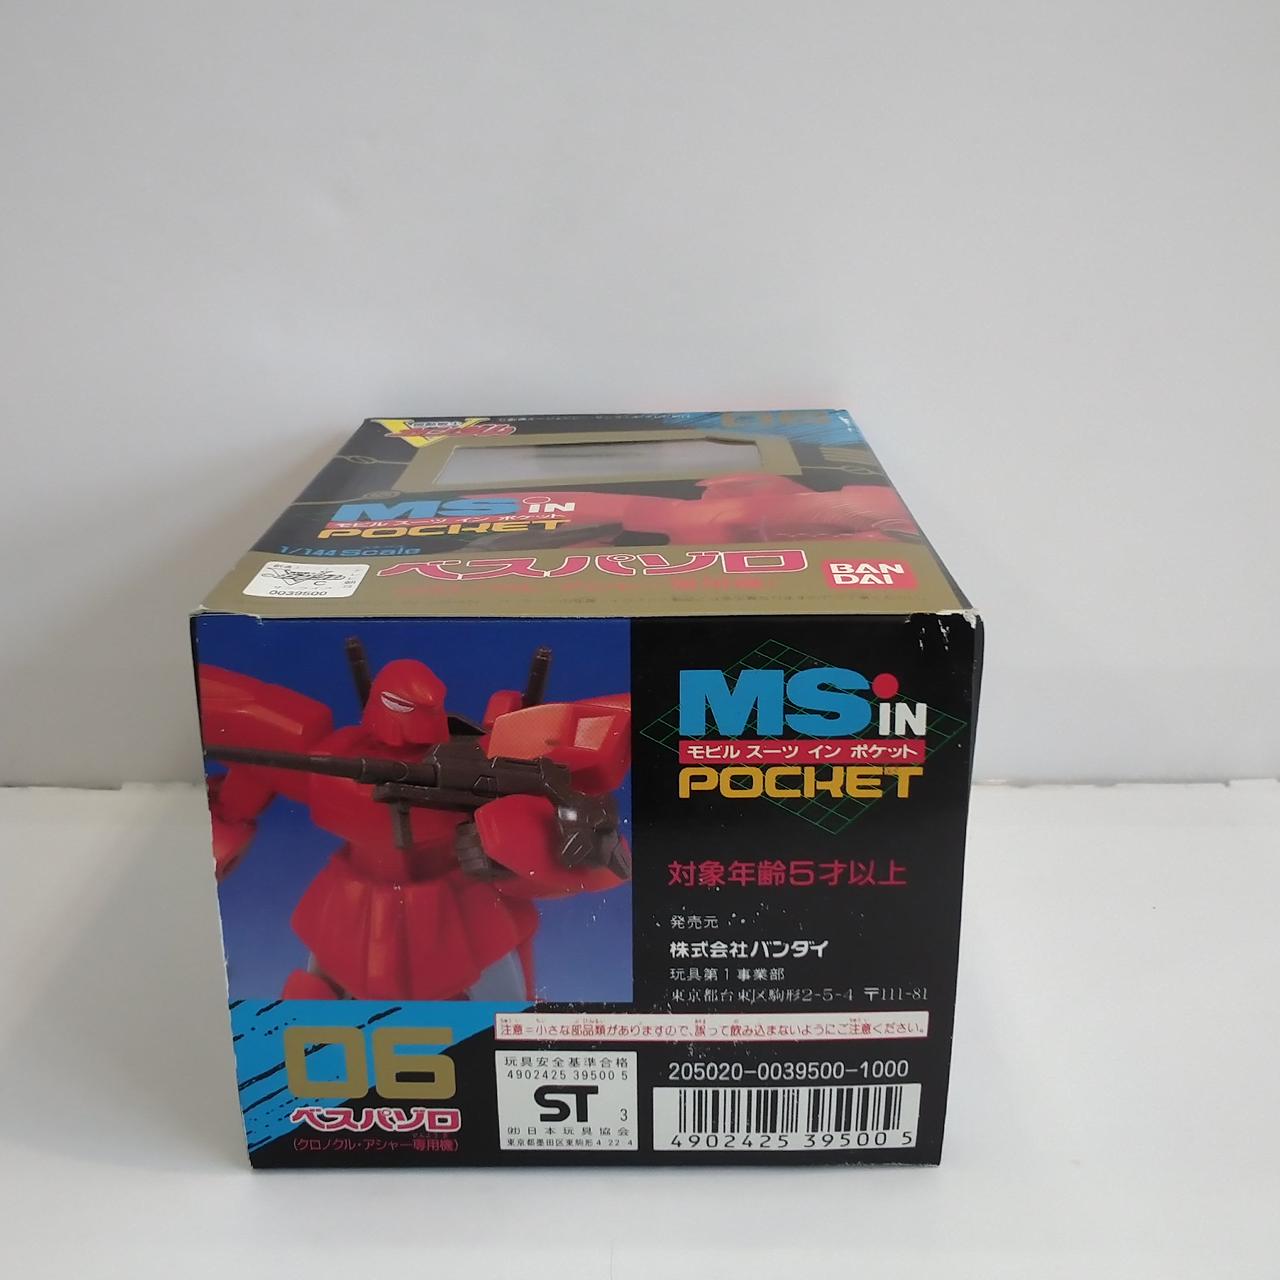 MS IN
モビル スーツ イン ポケット
POCKET
1/144 Scale
ベスパゾロ
BAN
DAI
0039500
MS IN
モビル スーツ イン ポケット
POCKET
対象年齢5才以上
発売元
株式会社バンダイ
玩具第1事業部
東京都台東区駒形2-5-4 〒111-81
注意=小さな部品類がありますので、誤って飲み込まないようにご注意ください。
06
ベスパゾロ
(クロノクル・アシャー専用機)
玩具安全基準合格
4902425 39500 5
ST 3
㈳日本玩具協会
東京都墨田区東駒形4-22-4
205020-0039500-1000
4902425 395005